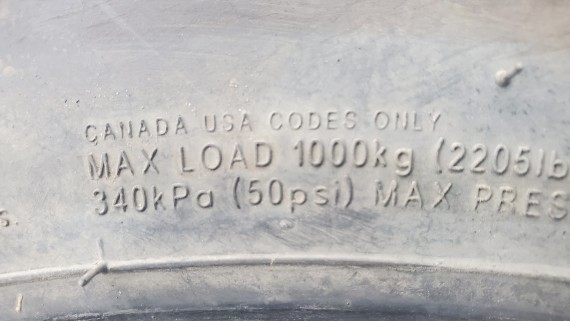 CANADA USA CODES ONLY
MAX LOAD 1000kg (2205lb
340kPa (50psi) MAX PRES
S.